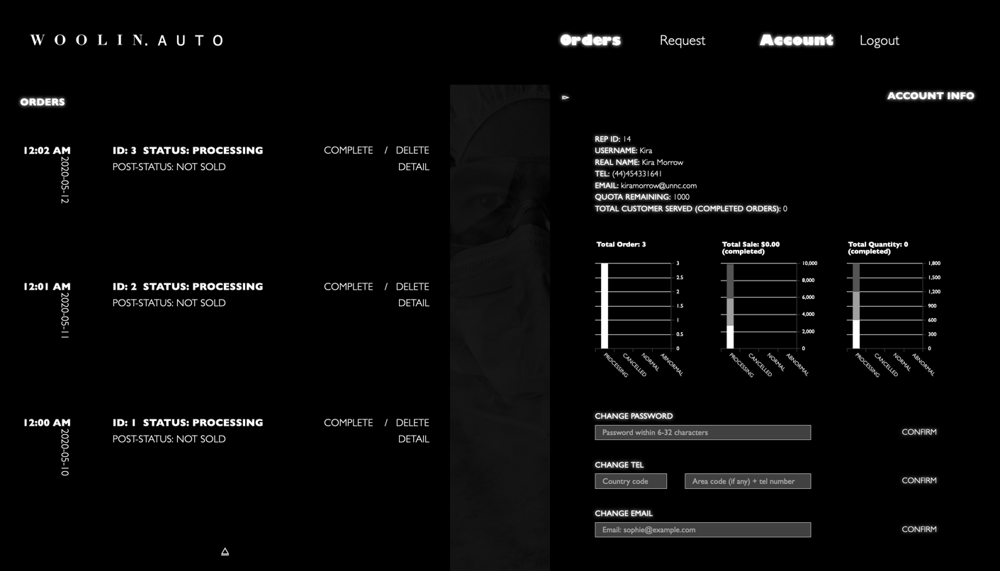 WOOLIN.AUTO
Orders Request Account Logout
ORDERS
12:02 AM ID: 3 STATUS: PROCESSING COMPLETE / DELETE
2020-05-12
POST-STATUS: NOT SOLD DETAIL
12:01 AM ID: 2 STATUS: PROCESSING COMPLETE / DELETE
2020-05-11
POST-STATUS: NOT SOLD DETAIL
12:00 AM ID: 1 STATUS: PROCESSING COMPLETE / DELETE
2020-05-10
POST-STATUS: NOT SOLD DETAIL
ACCOUNT INFO
REP ID: 14
USERNAME: Kira
REAL NAME: Kira Morrow
TEL: (44)454331641
EMAIL: kiramorrow@unnc.com
QUOTA REMAINING: 1000
TOTAL CUSTOMER SERVED (COMPLETED ORDERS): 0
Total Order: 3
3
2.5
2
1.5
1
0.5
0
PROCESSING
CANCELLED
NORMAL
ABNORMAL
Total Sale: $0.00
(completed)
10,000
8,000
6,000
4,000
2,000
0
PROCESSING
CANCELLED
NORMAL
ABNORMAL
Total Quantity: 0
(completed)
1,800
1,500
1,200
900
600
300
0
PROCESSING
CANCELLED
NORMAL
ABNORMAL
CHANGE PASSWORD
Password within 6-32 characters CONFIRM
CHANGE TEL
Country code Area code (if any) + tel number CONFIRM
CHANGE EMAIL
Email: sophie@example.com CONFIRM